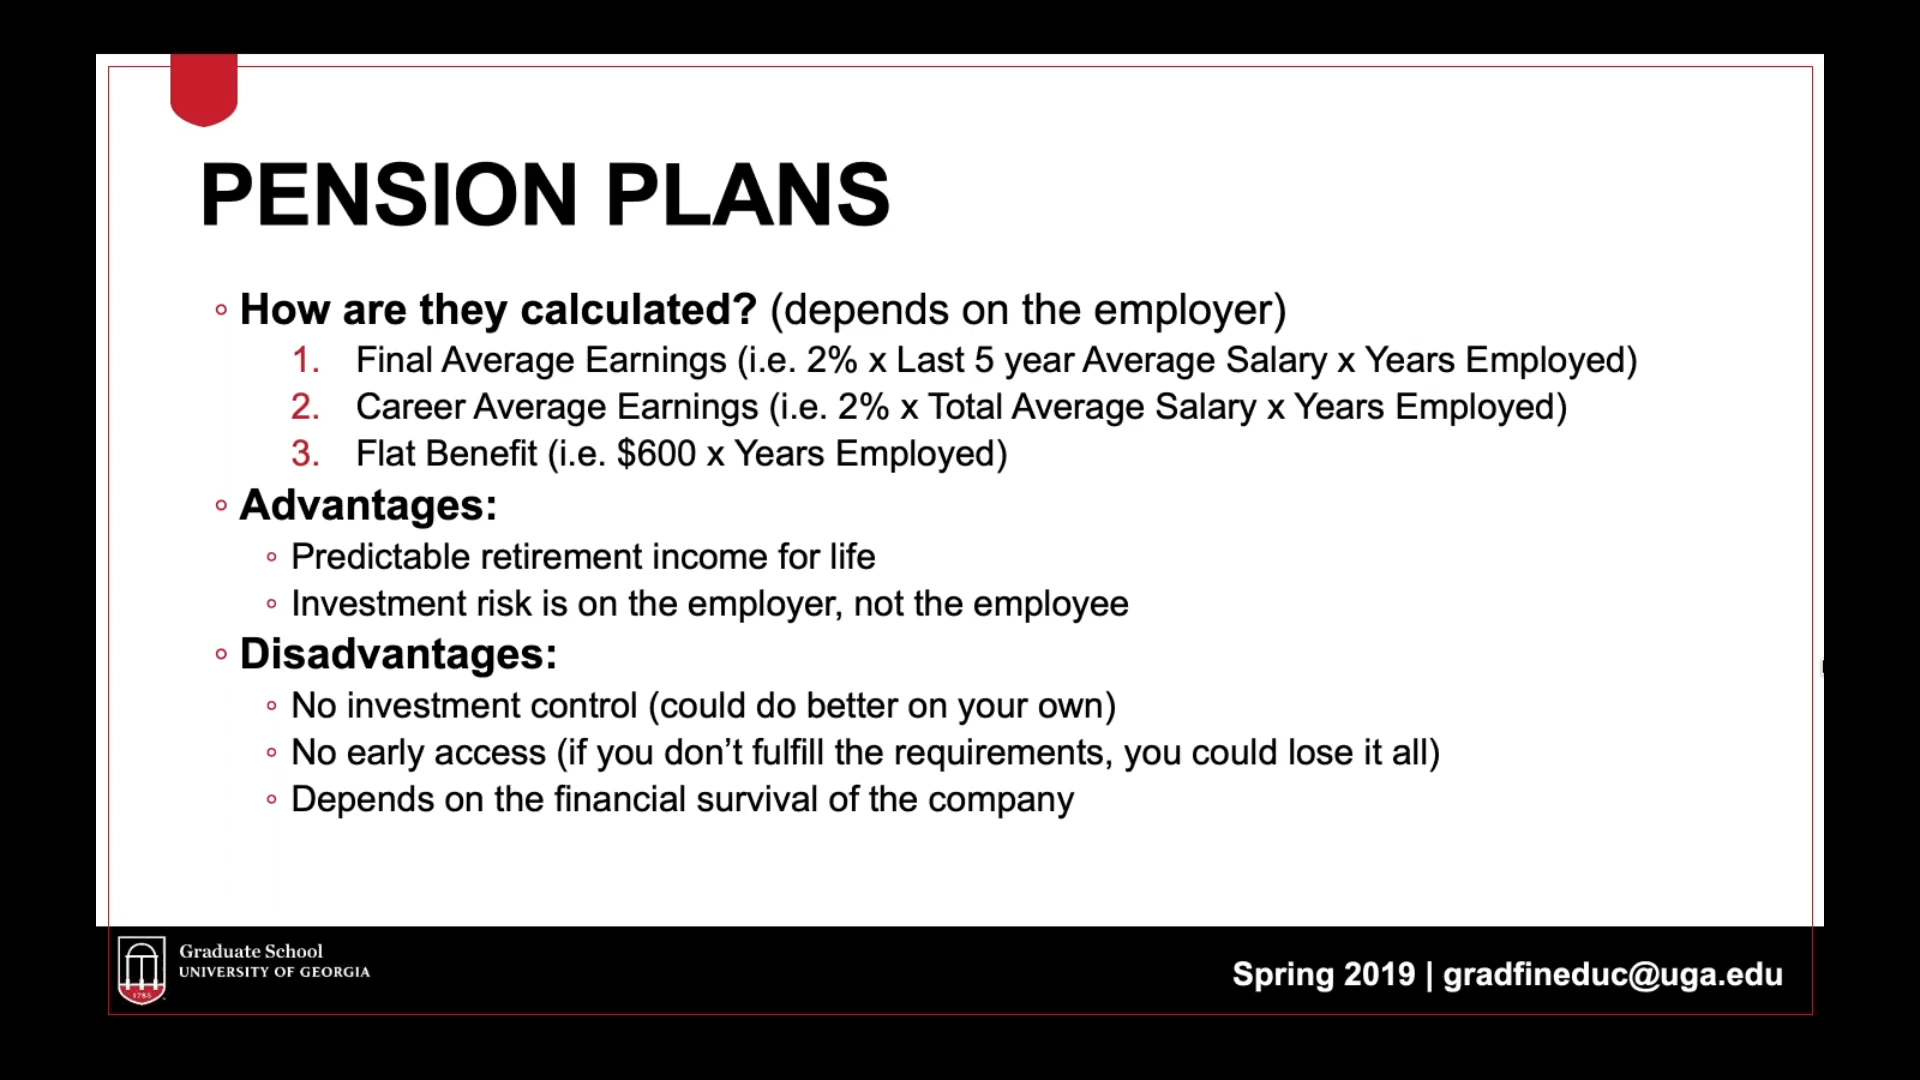 PENSION PLANS
◦ How are they calculated? (depends on the employer)
1. Final Average Earnings (i.e. 2% x Last 5 year Average Salary x Years Employed)
2. Career Average Earnings (i.e. 2% x Total Average Salary x Years Employed)
3. Flat Benefit (i.e. $600 x Years Employed)
◦ Advantages:
◦ Predictable retirement income for life
◦ Investment risk is on the employer, not the employee
◦ Disadvantages:
◦ No investment control (could do better on your own)
◦ No early access (if you don’t fulfill the requirements, you could lose it all)
◦ Depends on the financial survival of the company
Graduate School
UNIVERSITY OF GEORGIA
1785
Spring 2019 | gradfineduc@uga.edu